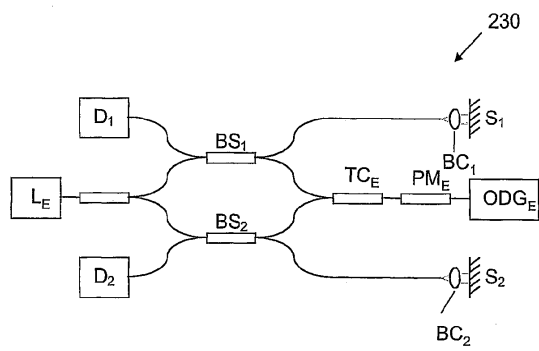 230
D1
BS1
S1
BC1
LE
TCE
PME
ODGE
BS2
D2
S2
BC2